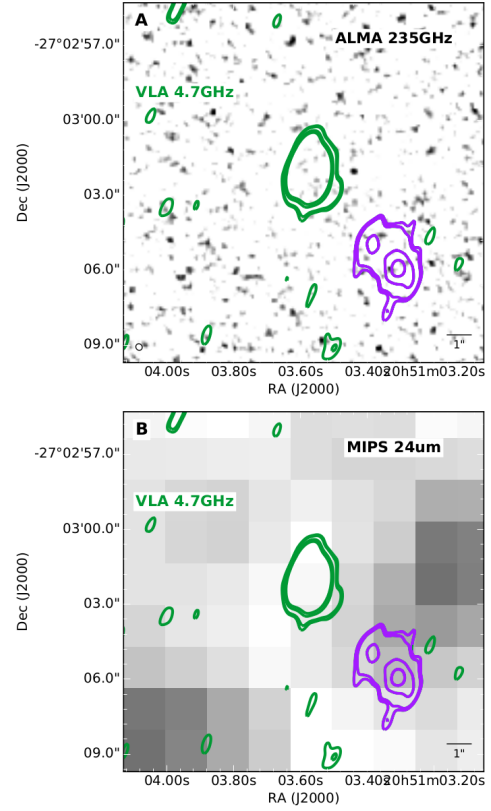 A
ALMA 235GHz
-27°02'57.0"
VLA 4.7GHz
03'00.0"
Dec (J2000)
03.0"
06.0"
09.0"
1"
04.00s 03.80s 03.60s 03.40s 20h51m03.20s
RA (J2000)
B
MIPS 24um
-27°02'57.0"
VLA 4.7GHz
03'00.0"
Dec (J2000)
03.0"
06.0"
09.0"
1"
04.00s 03.80s 03.60s 03.40s 20h51m03.20s
RA (J2000)